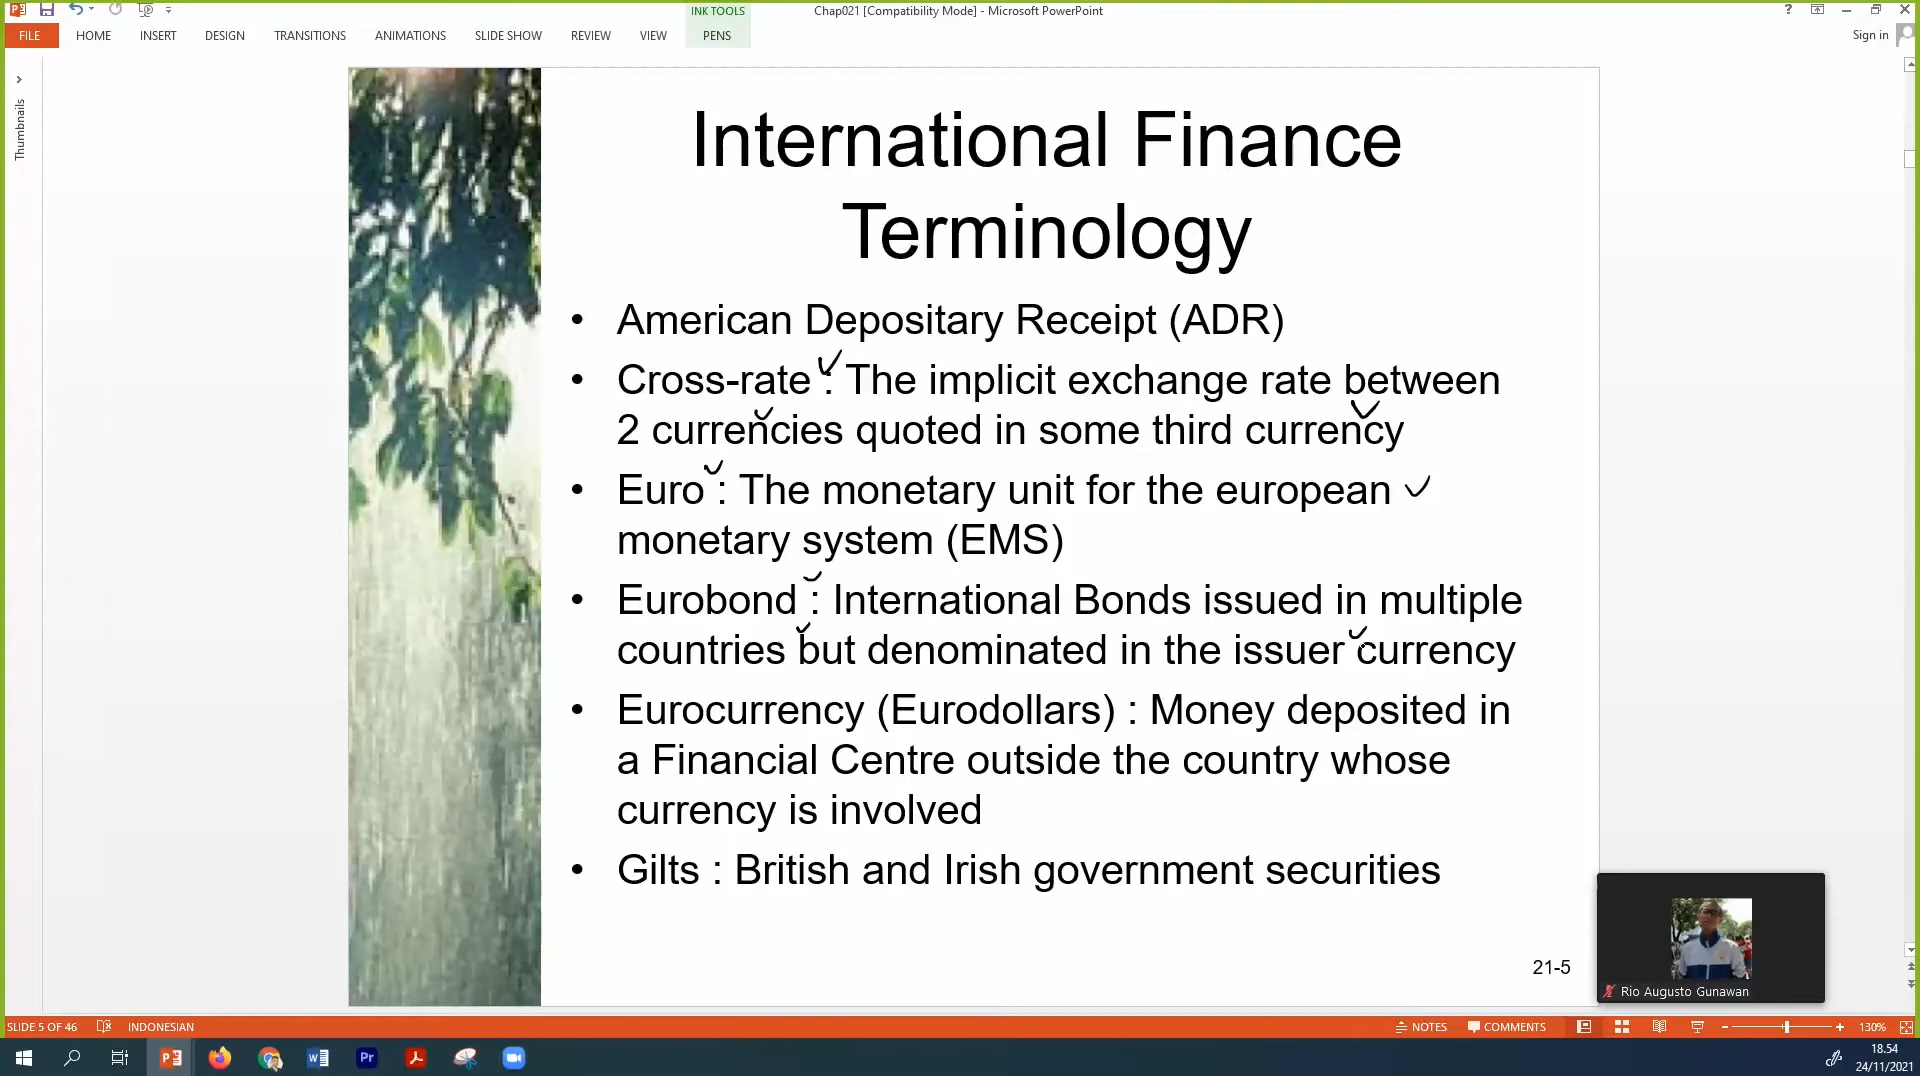 INK TOOLS
Chap021 [Compatibility Mode] - Microsoft PowerPoint
?
FILE HOME INSERT DESIGN TRANSITIONS ANIMATIONS SLIDE SHOW REVIEW VIEW PENS
Sign in
Thumbnails
International Finance
Terminology
• American Depositary Receipt (ADR)
• Cross-rate : The implicit exchange rate between
2 currencies quoted in some third currency
• Euro : The monetary unit for the european
monetary system (EMS)
• Eurobond : International Bonds issued in multiple
countries but denominated in the issuer currency
• Eurocurrency (Eurodollars) : Money deposited in
a Financial Centre outside the country whose
currency is involved
• Gilts : British and Irish government securities
21-5
Rio Augusto Gunawan
SLIDE 5 OF 46 INDONESIAN NOTES COMMENTS 130%
Pr
18.54
24/11/2021